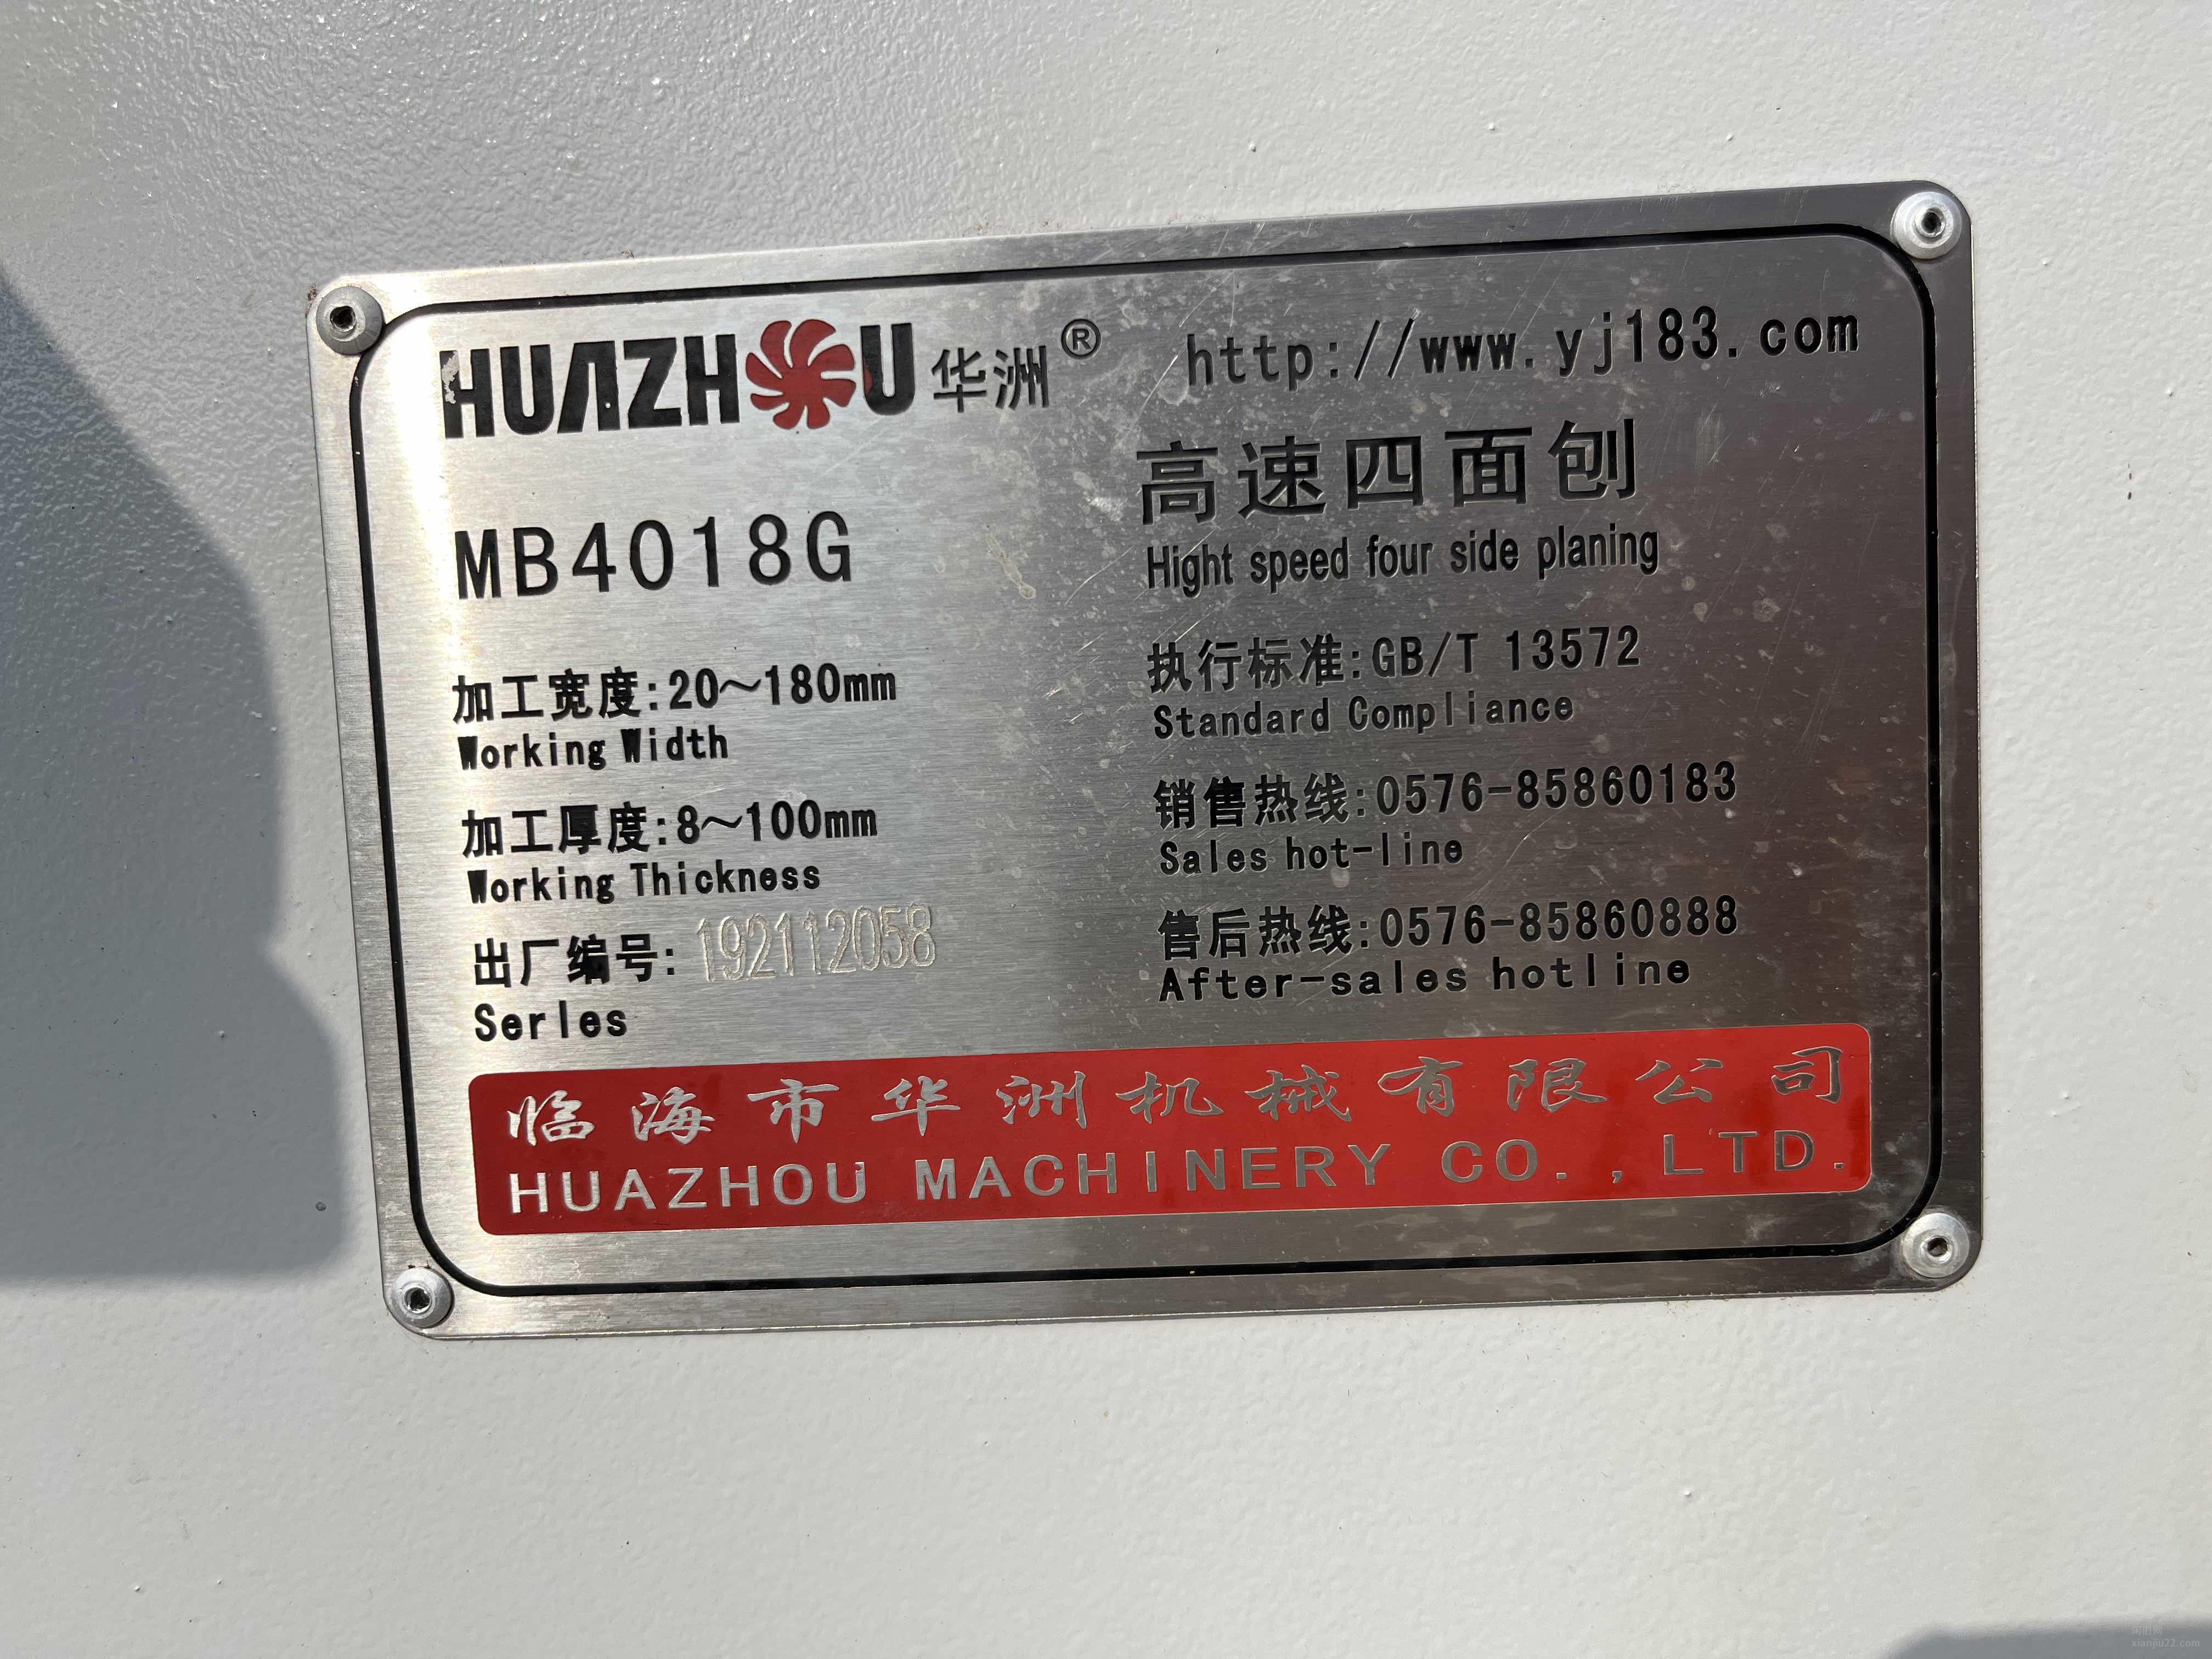 HUAZHOU 华洲® http://www.yj183.com
高速四面刨
MB4018G
Hight speed four side planing
加工宽度:20~180mm
Working Width
加工厚度:8~100mm
Working Thickness
出厂编号: 192112058
Serles
执行标准:GB/T 13572
Standard Compliance
销售热线:0576-85860183
Sales hot-line
售后热线:0576-85860888
After-sales hotline
临海市华洲机械有限公司
HUAZHOU MACHINERY CO.,LTD.
xianjiu22.com